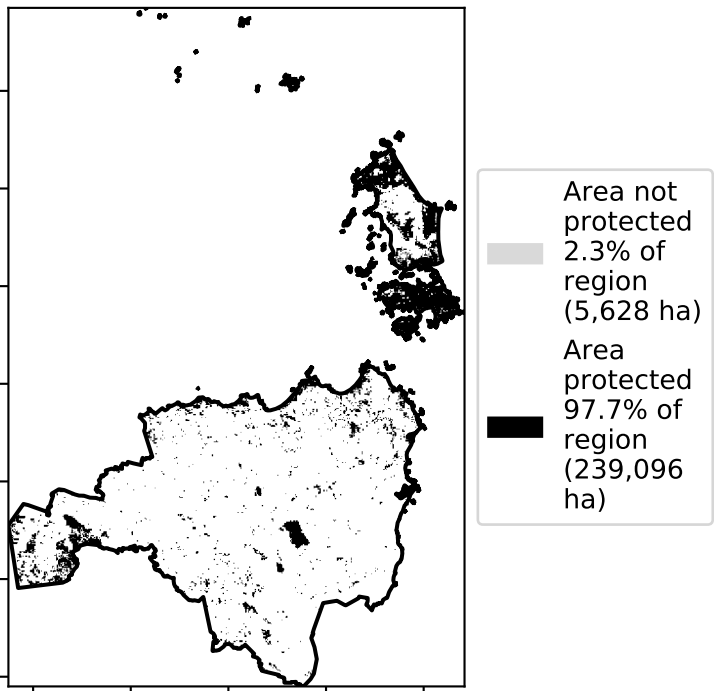 Area not
protected
2.3% of
region
(5,628 ha)
Area
protected
97.7% of
region
(239,096
ha)